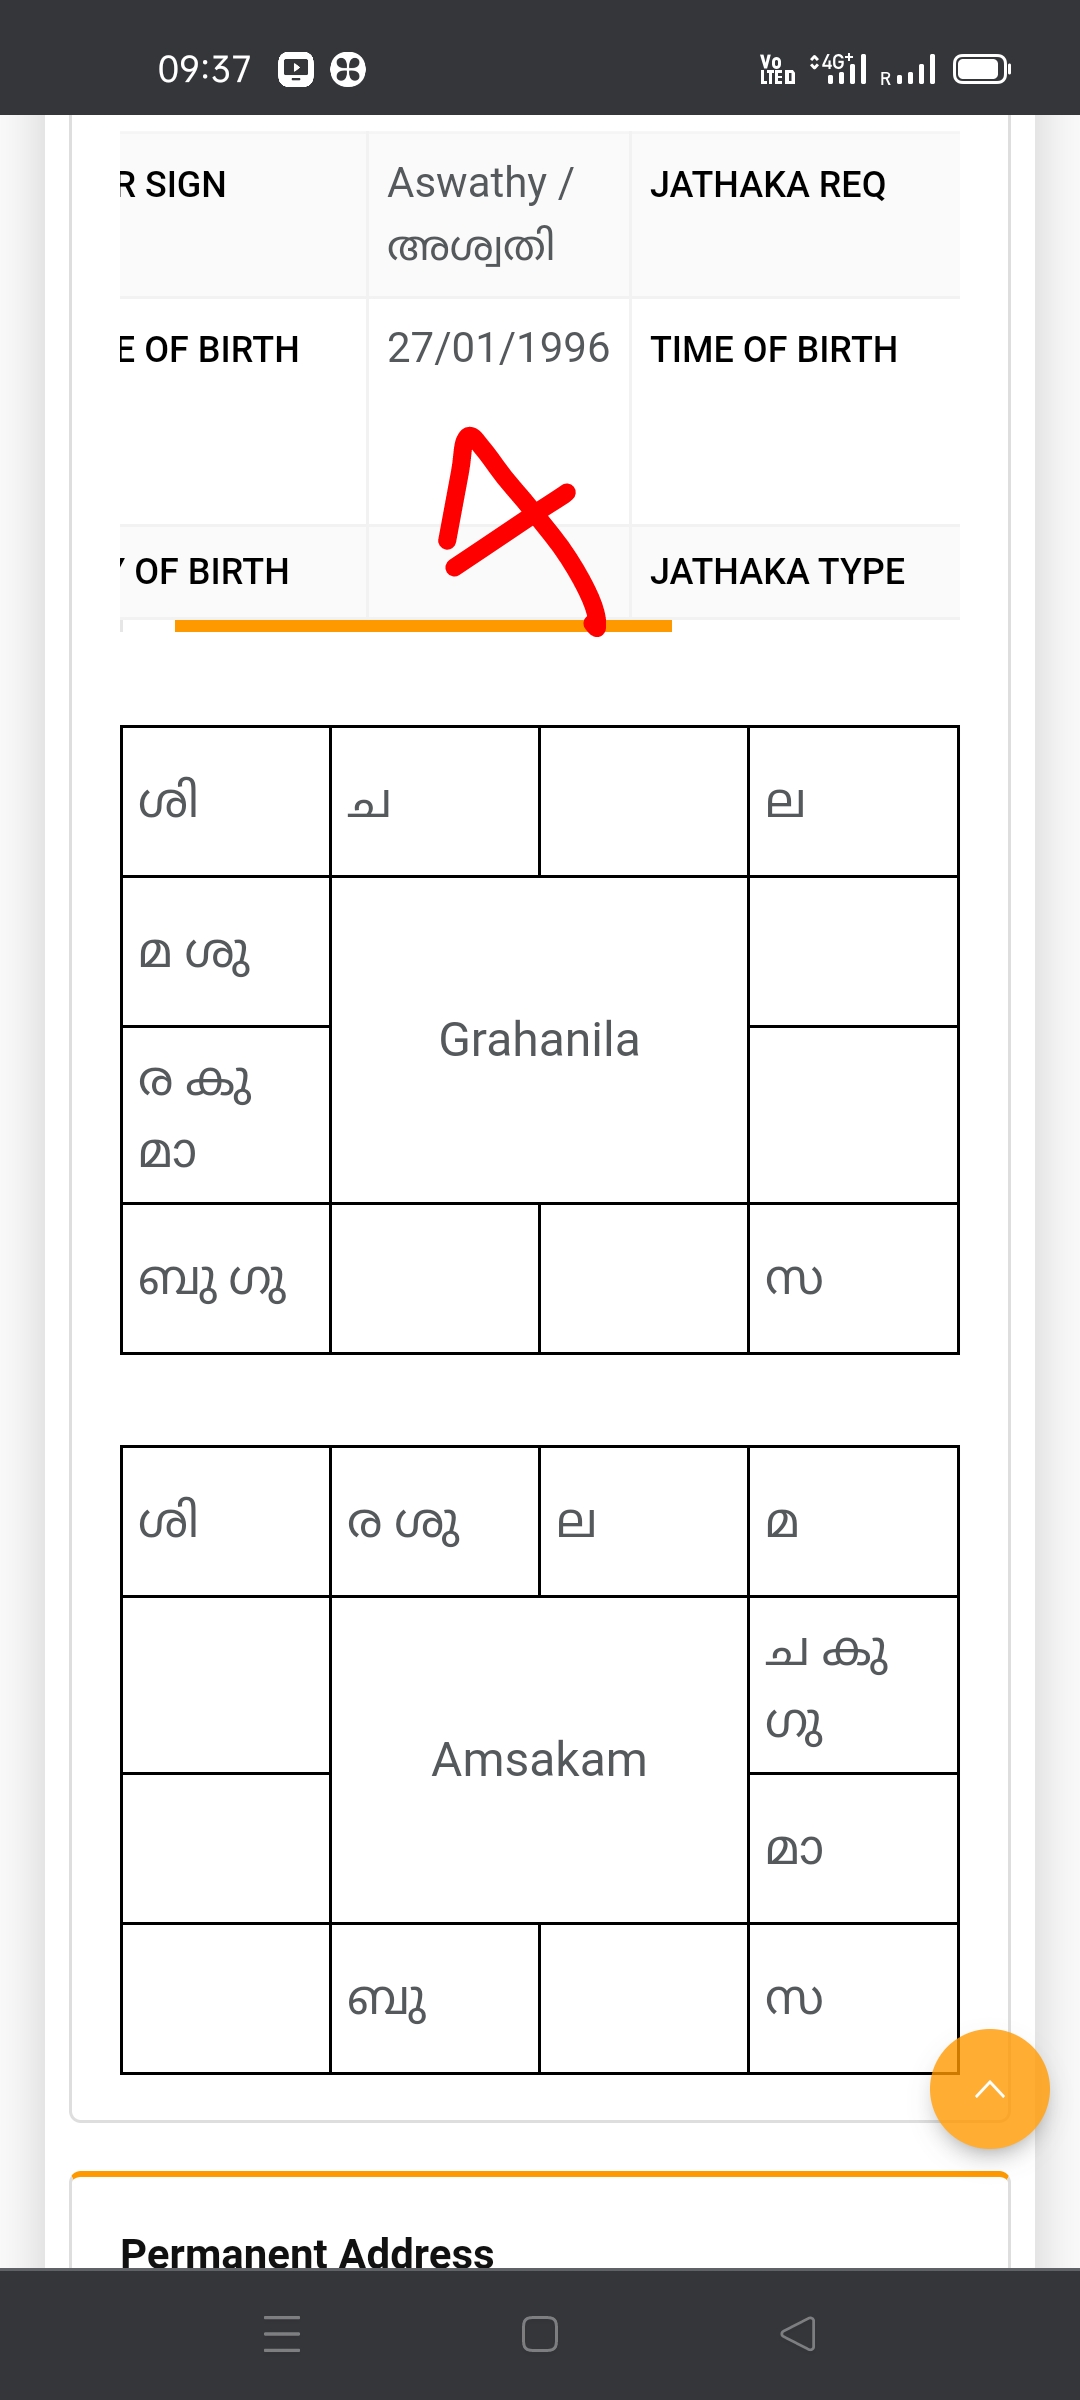 09:37 Vo LTE D 4G+ R
R SIGN Aswathy / അശ്വതി JATHAKA REQ
E OF BIRTH 27/01/1996 TIME OF BIRTH
4
OF BIRTH JATHAKA TYPE
ശി ച ല
മ ശു
Grahanila
ര കു
മാ
ബു ഗു സ
ശി ര ശു ല മ
ച കു
ഗു
Amsakam
മാ
ബു സ
Permanent Address